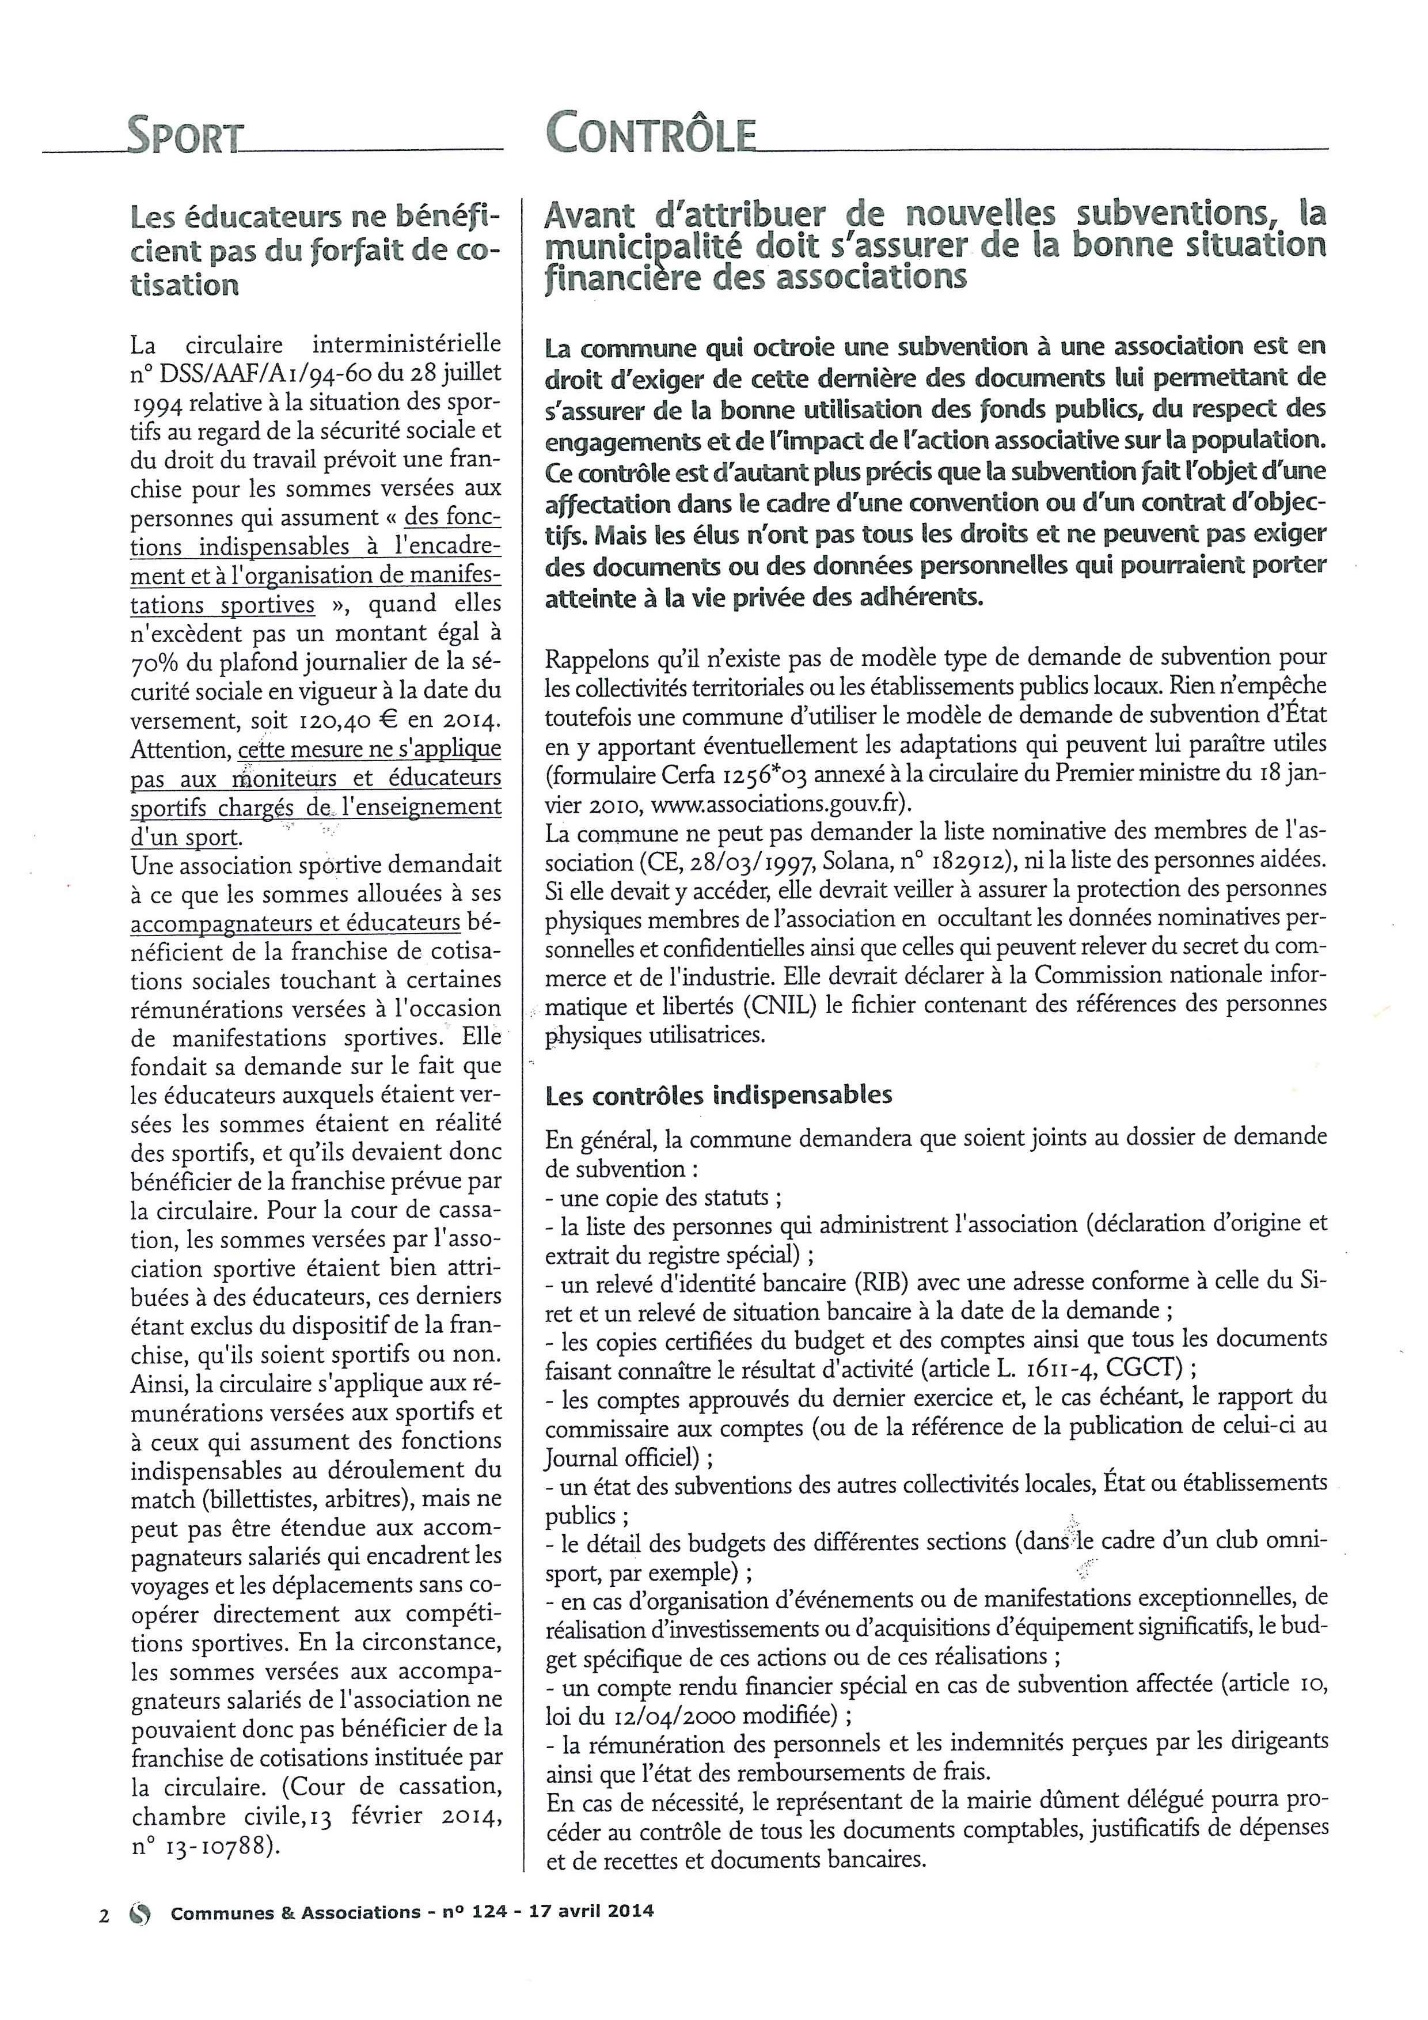 SPORT
Les éducateurs ne bénéfi-
cient pas du forfait de co-
tisation
La circulaire interministérielle
n° DSS/AAF/A1/94-60 du 28 juillet
1994 relative à la situation des spor-
tifs au regard de la sécurité sociale et
du droit du travail prévoit une fran-
chise pour les sommes versées aux
personnes qui assument « des fonc-
tions indispensables à l'encadre-
ment et à l'organisation de manifes-
tations sportives », quand elles
n'excèdent pas un montant égal à
70% du plafond journalier de la sé-
curité sociale en vigueur à la date du
versement, soit 120,40 € en 2014.
Attention, cette mesure ne s'applique
pas aux moniteurs et éducateurs
sportifs chargés de l'enseignement
d'un sport.
Une association sportive demandait
à ce que les sommes allouées à ses
accompagnateurs et éducateurs bé-
néficient de la franchise de cotisa-
tions sociales touchant à certaines
rémunérations versées à l'occasion
de manifestations sportives. Elle
fondait sa demande sur le fait que
les éducateurs auxquels étaient ver-
sées les sommes étaient en réalité
des sportifs, et qu'ils devaient donc
bénéficier de la franchise prévue par
la circulaire. Pour la cour de cassa-
tion, les sommes versées par l'asso-
ciation sportive étaient bien attri-
buées à des éducateurs, ces derniers
étant exclus du dispositif de la fran-
chise, qu'ils soient sportifs ou non.
Ainsi, la circulaire s'applique aux ré-
munérations versées aux sportifs et
à ceux qui assument des fonctions
indispensables au déroulement du
match (billettistes, arbitres), mais ne
peut pas être étendue aux accom-
pagnateurs salariés qui encadrent les
voyages et les déplacements sans co-
opérer directement aux compéti-
tions sportives. En la circonstance,
les sommes versées aux accompa-
gnateurs salariés de l'association ne
pouvaient donc pas bénéficier de la
franchise de cotisations instituée par
la circulaire. (Cour de cassation,
chambre civile,13 février 2014,
n° 13-10788).
CONTRÔLE
Avant d'attribuer de nouvelles subventions, la
municipalité doit s'assurer de la bonne situation
financière des associations
La commune qui octroie une subvention à une association est en
droit d'exiger de cette dernière des documents lui permettant de
s'assurer de la bonne utilisation des fonds publics, du respect des
engagements et de l'impact de l'action associative sur la population.
Ce contrôle est d'autant plus précis que la subvention fait l'objet d'une
affectation dans le cadre d'une convention ou d'un contrat d'objec-
tifs. Mais les élus n'ont pas tous les droits et ne peuvent pas exiger
des documents ou des données personnelles qui pourraient porter
atteinte à la vie privée des adhérents.
Rappelons qu'il n'existe pas de modèle type de demande de subvention pour
les collectivités territoriales ou les établissements publics locaux. Rien n'empêche
toutefois une commune d'utiliser le modèle de demande de subvention d'État
en y apportant éventuellement les adaptations qui peuvent lui paraître utiles
(formulaire Cerfa 1256*03 annexé à la circulaire du Premier ministre du 18 jan-
vier 2010, www.associations.gouv.fr).
La commune ne peut pas demander la liste nominative des membres de l'as-
sociation (CE, 28/03/1997, Solana, n° 182912), ni la liste des personnes aidées.
Si elle devait y accéder, elle devrait veiller à assurer la protection des personnes
physiques membres de l'association en occultant les données nominatives per-
sonnelles et confidentielles ainsi que celles qui peuvent relever du secret du com-
merce et de l'industrie. Elle devrait déclarer à la Commission nationale infor-
matique et libertés (CNIL) le fichier contenant des références des personnes
physiques utilisatrices.
Les contrôles indispensables
En général, la commune demandera que soient joints au dossier de demande
de subvention :
- une copie des statuts ;
- la liste des personnes qui administrent l'association (déclaration d'origine et
extrait du registre spécial) ;
- un relevé d'identité bancaire (RIB) avec une adresse conforme à celle du Si-
ret et un relevé de situation bancaire à la date de la demande ;
- les copies certifiées du budget et des comptes ainsi que tous les documents
faisant connaître le résultat d'activité (article L. 1611-4, CGCT) ;
- les comptes approuvés du dernier exercice et, le cas échéant, le rapport du
commissaire aux comptes (ou de la référence de la publication de celui-ci au
Journal officiel) ;
- un état des subventions des autres collectivités locales, État ou établissements
publics ;
- le détail des budgets des différentes sections (dans le cadre d'un club omni-
sport, par exemple) ;
- en cas d'organisation d'événements ou de manifestations exceptionnelles, de
réalisation d'investissements ou d'acquisitions d'équipement significatifs, le bud-
get spécifique de ces actions ou de ces réalisations ;
- un compte rendu financier spécial en cas de subvention affectée (article 10,
loi du 12/04/2000 modifiée) ;
- la rémunération des personnels et les indemnités perçues par les dirigeants
ainsi que l'état des remboursements de frais.
En cas de nécessité, le représentant de la mairie dûment délégué pourra pro-
céder au contrôle de tous les documents comptables, justificatifs de dépenses
et de recettes et documents bancaires.
2 Communes & Associations - n° 124 - 17 avril 2014